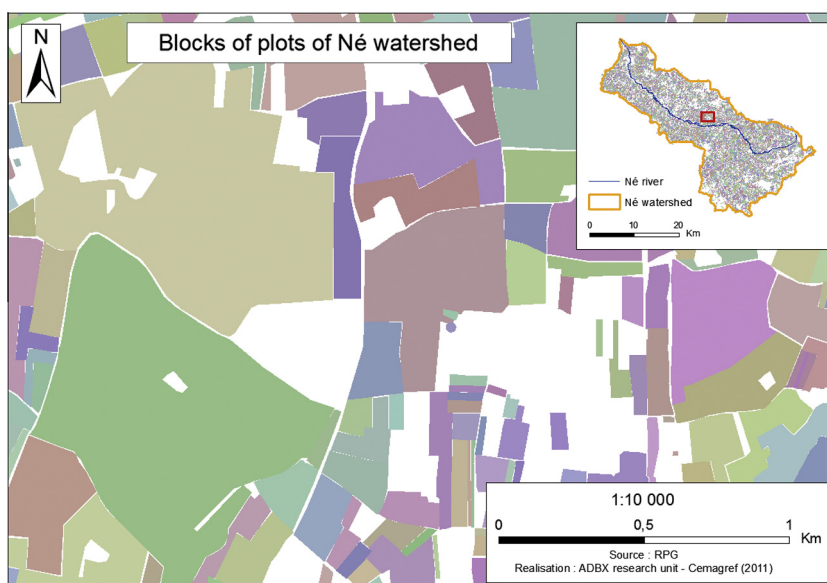 N
Blocks of plots of Né watershed
Né river
Né watershed
0 10 20
Km
1:10 000
0 0,5 1
Km
Source : RPG
Realisation : ADBX research unit - Cemagref (2011)